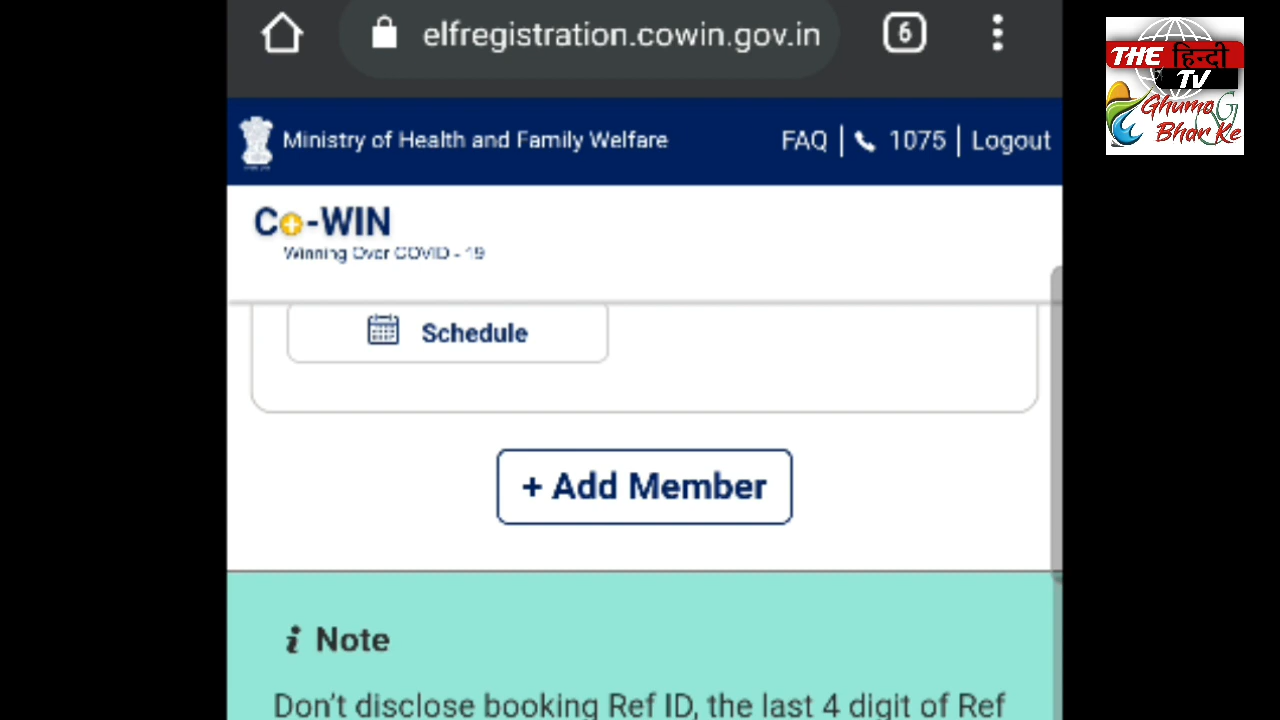 elfregistration.cowin.gov.in
6
THE हिन्दी
TV
Ghumo
Bhar Ke
G
Ministry of Health and Family Welfare
FAQ | 1075 | Logout
Co-WIN
Winning Over COVID - 19
Schedule
+ Add Member
i Note
Don't disclose booking Ref ID, the last 4 digit of Ref